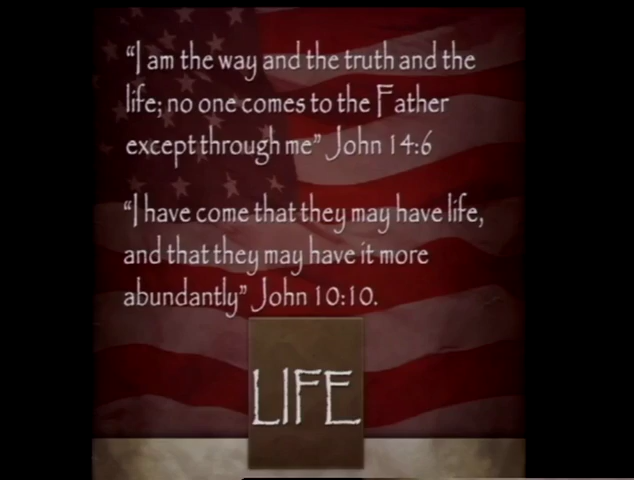 “I am the way and the truth and the
life; no one comes to the Father
except through me” John 14:6
“I have come that they may have life,
and that they may have it more
abundantly” John 10:10.
LIFE